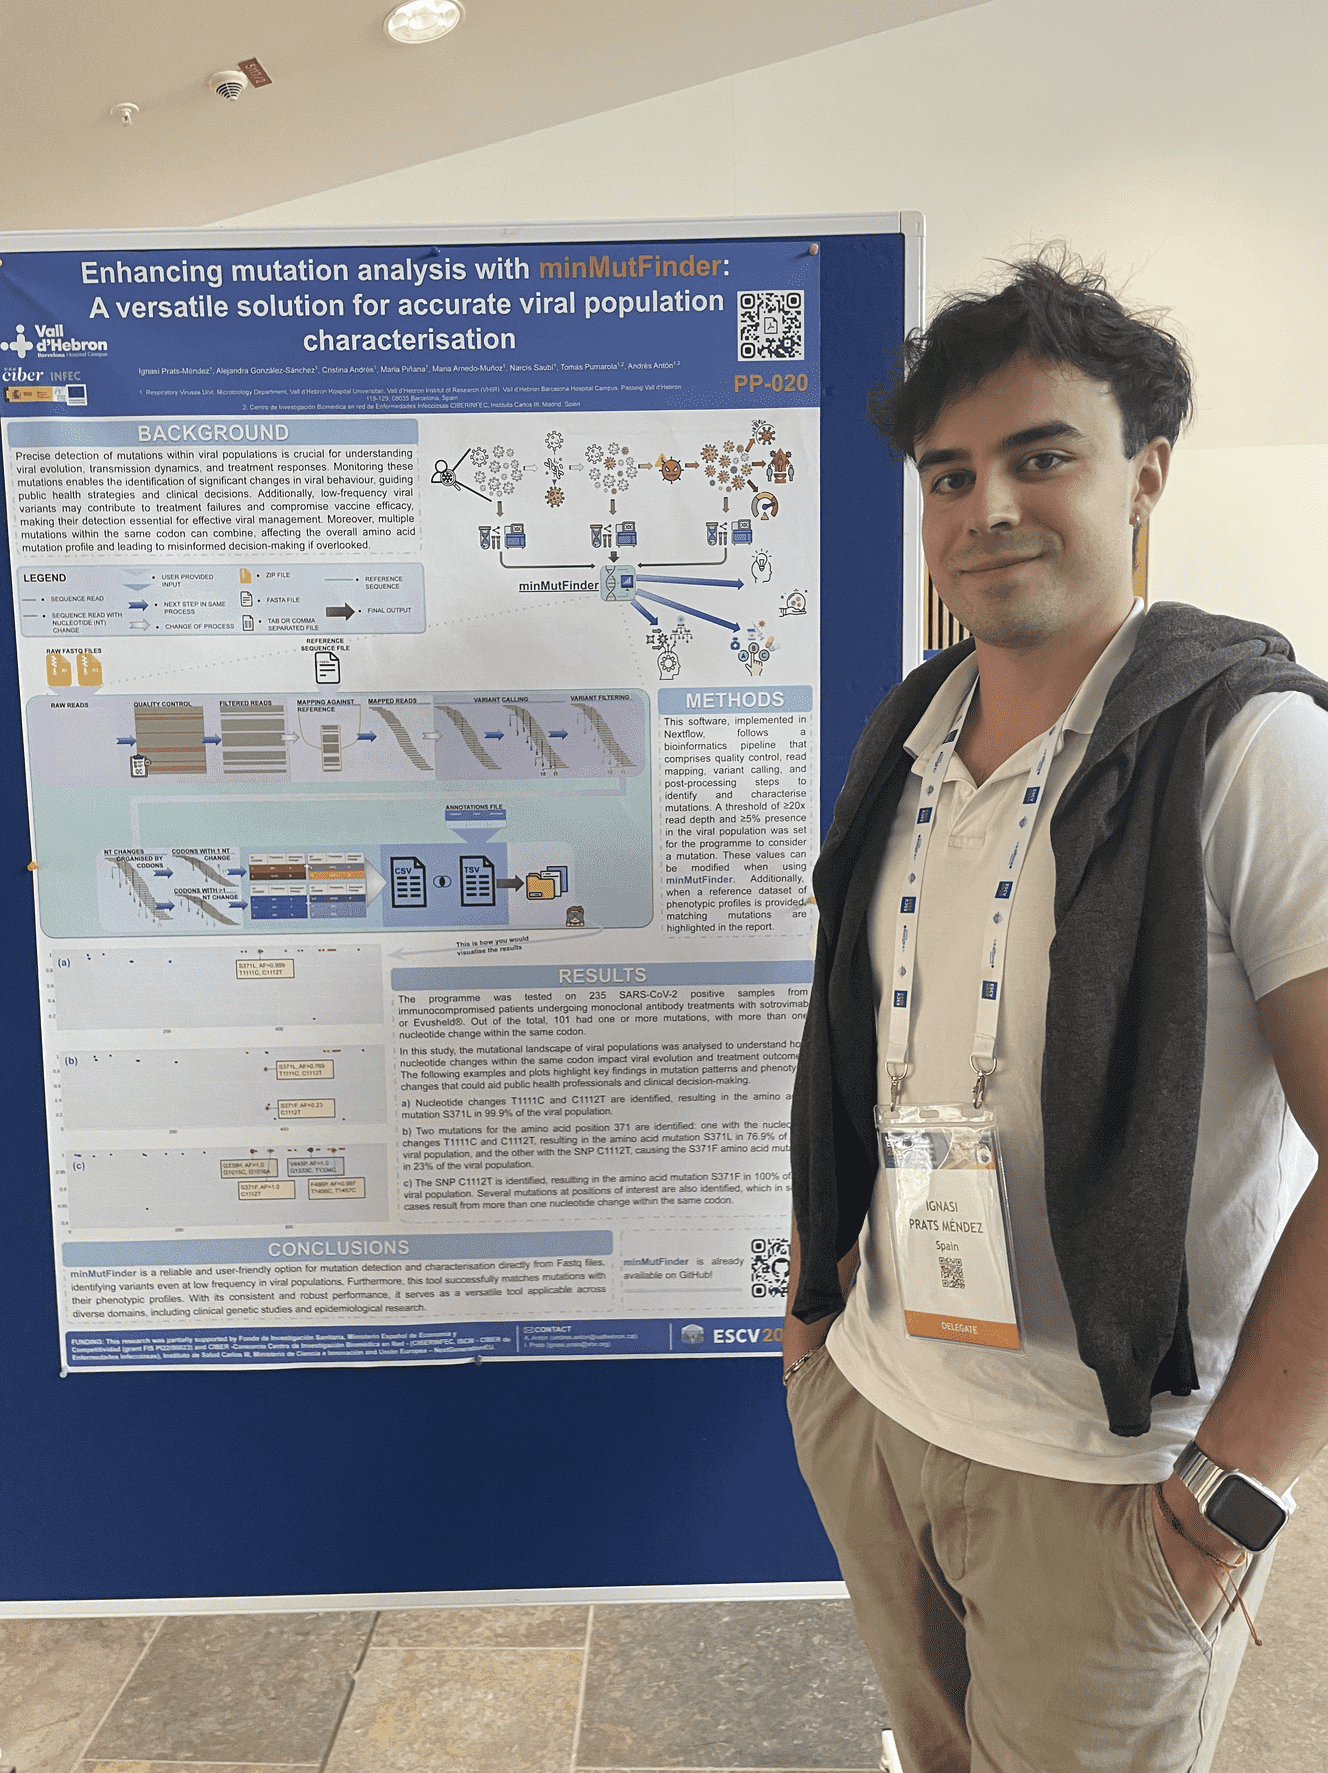 Enhancing mutation analysis with minMutFinder:
A versatile solution for accurate viral population
characterisation
Vall
d'Hebron
Barcelona Hospital Campus
ciber INFEC
Ignasi Prats-Méndez¹, Alejandra González-Sánchez¹, Cristina Andrés¹, Maria Piñana¹, Maria Arnedo-Muñoz¹, Narcís Saubí¹, Tomàs Pumarola¹,², Andrés Antón¹,²
1. Respiratory Viruses Unit, Microbiology Department, Vall d'Hebron Hospital Universitari, Vall d'Hebron Institut of Research (VHIR), Vall d'Hebron Barcelona Hospital Campus, Passeig Vall d'Hebron
119-129, 08035 Barcelona, Spain
2. Centro de Investigación Biomédica en red de Enfermedades Infecciosas CIBERINFEC, Instituto Carlos III, Madrid, Spain
PP-020
BACKGROUND
Precise detection of mutations within viral populations is crucial for understanding
viral evolution, transmission dynamics, and treatment responses. Monitoring these
mutations enables the identification of significant changes in viral behaviour, guiding
public health strategies and clinical decisions. Additionally, low-frequency viral
variants may contribute to treatment failures and compromise vaccine efficacy,
making their detection essential for effective viral management. Moreover, multiple
mutations within the same codon can combine, affecting the overall amino acid
mutation profile and leading to misinformed decision-making if overlooked.
LEGEND
SEQUENCE READ
SEQUENCE READ WITH
NUCLEOTIDE (NT)
CHANGE
USER PROVIDED
INPUT
NEXT STEP IN SAME
PROCESS
CHANGE OF PROCESS
ZIP FILE
FASTA FILE
TAB OR COMMA
SEPARATED FILE
REFERENCE
SEQUENCE
FINAL OUTPUT
minMutFinder
A
B
C
RAW FASTQ FILES
REFERENCE
SEQUENCE FILE
RAW READS
QUALITY CONTROL
FILTERED READS
MAPPING AGAINST
REFERENCE
MAPPED READS
VARIANT CALLING
VARIANT FILTERING
ANNOTATIONS FILE
NT CHANGES
ORGANISED BY
CODONS
CODONS WITH 1 NT
CHANGE
CODONS WITH >1
NT CHANGE
CSV
TSV
METHODS
This software, implemented in
Nextflow, follows a
bioinformatics pipeline that
comprises quality control, read
mapping, variant calling, and
post-processing steps to
identify and characterise
mutations. A threshold of ≥20x
read depth and ≥5% presence
in the viral population was set
for the programme to consider
a mutation. These values can
be modified when using
minMutFinder. Additionally,
when a reference dataset of
phenotypic profiles is provided,
matching mutations are
highlighted in the report.
This is how you would
visualise the results
(a)
S371L, AF=0.999
T1111C, C1112T
200
400
(b)
S371L, AF=0.769
T1111C, C1112T
S371F, AF=0.23
C1112T
200
400
(c)
G339H, AF=1.0
G1015C, G1016A
V445P, AF=1.0
G1333C, T1334C
S371F, AF=1.0
C1112T
200
RESULTS
The programme was tested on 235 SARS-CoV-2 positive samples from
immunocompromised patients undergoing monoclonal antibody treatments with sotrovimab
or Evusheld®. Out of the total, 101 had one or more mutations, with more than one
nucleotide change within the same codon.
In this study, the mutational landscape of viral populations was analysed to understand ho
nucleotide changes within the same codon impact viral evolution and treatment outcome
The following examples and plots highlight key findings in mutation patterns and phenoty
changes that could aid public health professionals and clinical decision-making.
a) Nucleotide changes T1111C and C1112T are identified, resulting in the amino a
mutation S371L in 99.9% of the viral population.
b) Two mutations for the amino acid position 371 are identified: one with the nucleo
changes T1111C and C1112T, resulting in the amino acid mutation S371L in 76.9% of
viral population, and the other with the SNP C1112T, causing the S371F amino acid mut
in 23% of the viral population.
c) The SNP C1112T is identified, resulting in the amino acid mutation S371F in 100% of
viral population. Several mutations at positions of interest are also identified, which in s
cases result from more than one nucleotide change within the same codon.
CONCLUSIONS
minMutFinder is a reliable and user-friendly option for mutation detection and characterisation directly from Fastq files,
identifying variants even at low frequency in viral populations. Furthermore, this tool successfully matches mutations with
their phenotypic profiles. With its consistent and robust performance, it serves as a versatile tool applicable across
diverse domains, including clinical genetic studies and epidemiological research.
minMutFinder is already
available on GitHub!
FUNDING: This research was partially supported by Fondo de Investigación Sanitaria, Ministerio Español de Economía y
Competitividad (grant FIS PI22/00623) and CIBER -Consorcio Centro de Investigación Biomédica en Red - (CIBERINFEC, ISCIII - CIBER de
Enfermedades Infecciosas), Instituto de Salud Carlos III, Ministerio de Ciencia e Innovación and Unión Europea – NextGenerationEU.
CONTACT
ESCV20
IGNASI
PRATS MÉNDEZ
Spain
DELEGATE
ESCV